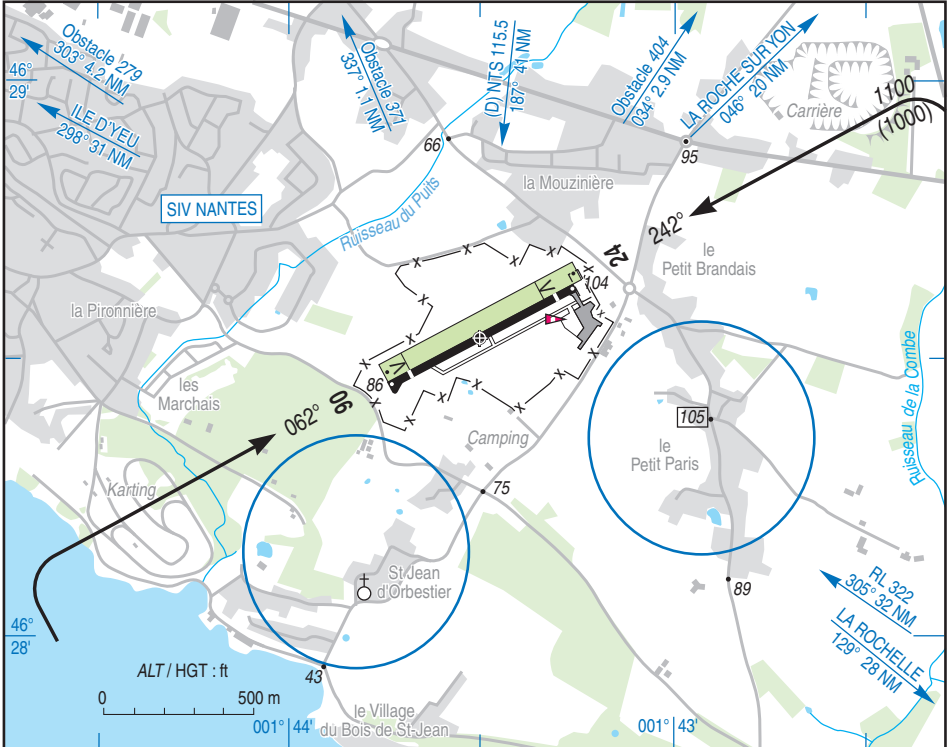 Obstacle 279
303° 4.2 NM
46°
29'
ILE D'YEU
298° 31 NM
Obstacle 371
337° 1.1 NM
(D) NTS 115.5
187° 41 NM
Obstacle 404
034° 2.9 NM
LA ROCHE SUR YON
046° 20 NM
Carrière
1100
(1000)
66
95
la Mouzinière
SIV NANTES
Ruisseau du Puits
242°
24
le
Petit Brandais
104
la Pironnière
86
les
Marchais
06
062°
105
le
Petit Paris
Ruisseau de la Combe
Camping
Karting
75
St Jean
d'Orbestier
89
RL 322
305° 32 NM
LA ROCHELLE
129° 28 NM
46°
28'
43
ALT / HGT : ft
0 500 m
le Village
du Bois de St-Jean
001° 44'
001° 43'